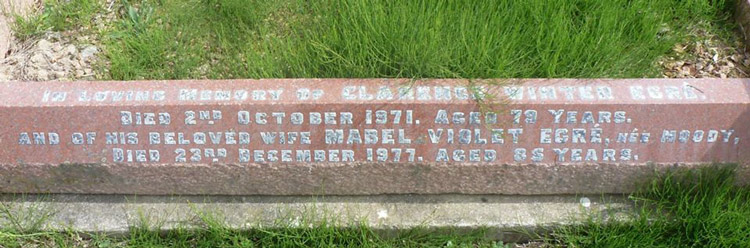 IN LOVING MEMORY OF CLARENCE WINTER EGRÉ,
DIED 2ND OCTOBER 1971. AGED 79 YEARS.
AND OF HIS BELOVED WIFE MABEL VIOLET EGRÉ, NÉE MOODY,
DIED 23RD DECEMBER 1977. AGED 85 YEARS.